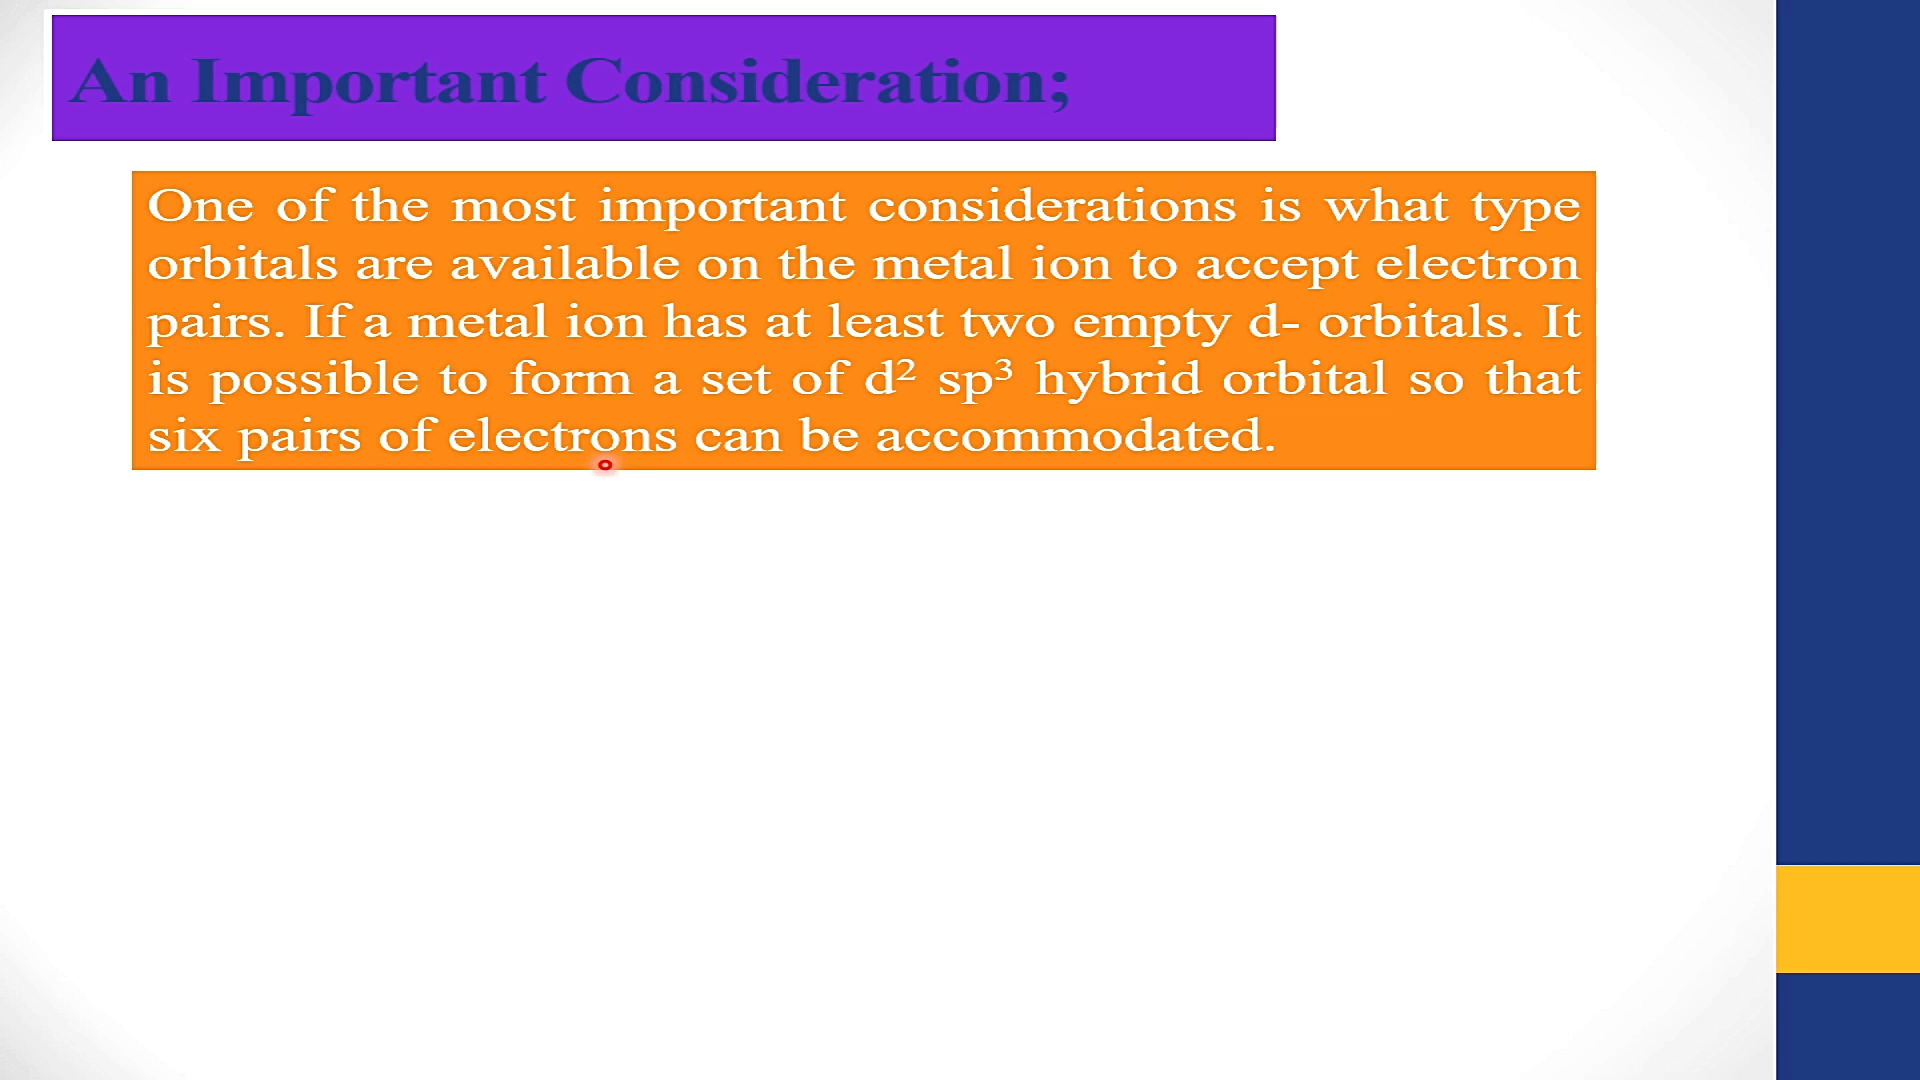 An Important Consideration;
One of the most important considerations is what type
orbitals are available on the metal ion to accept electron
pairs. If a metal ion has at least two empty d- orbitals. It
is possible to form a set of d² sp³ hybrid orbital so that
six pairs of electrons can be accommodated.